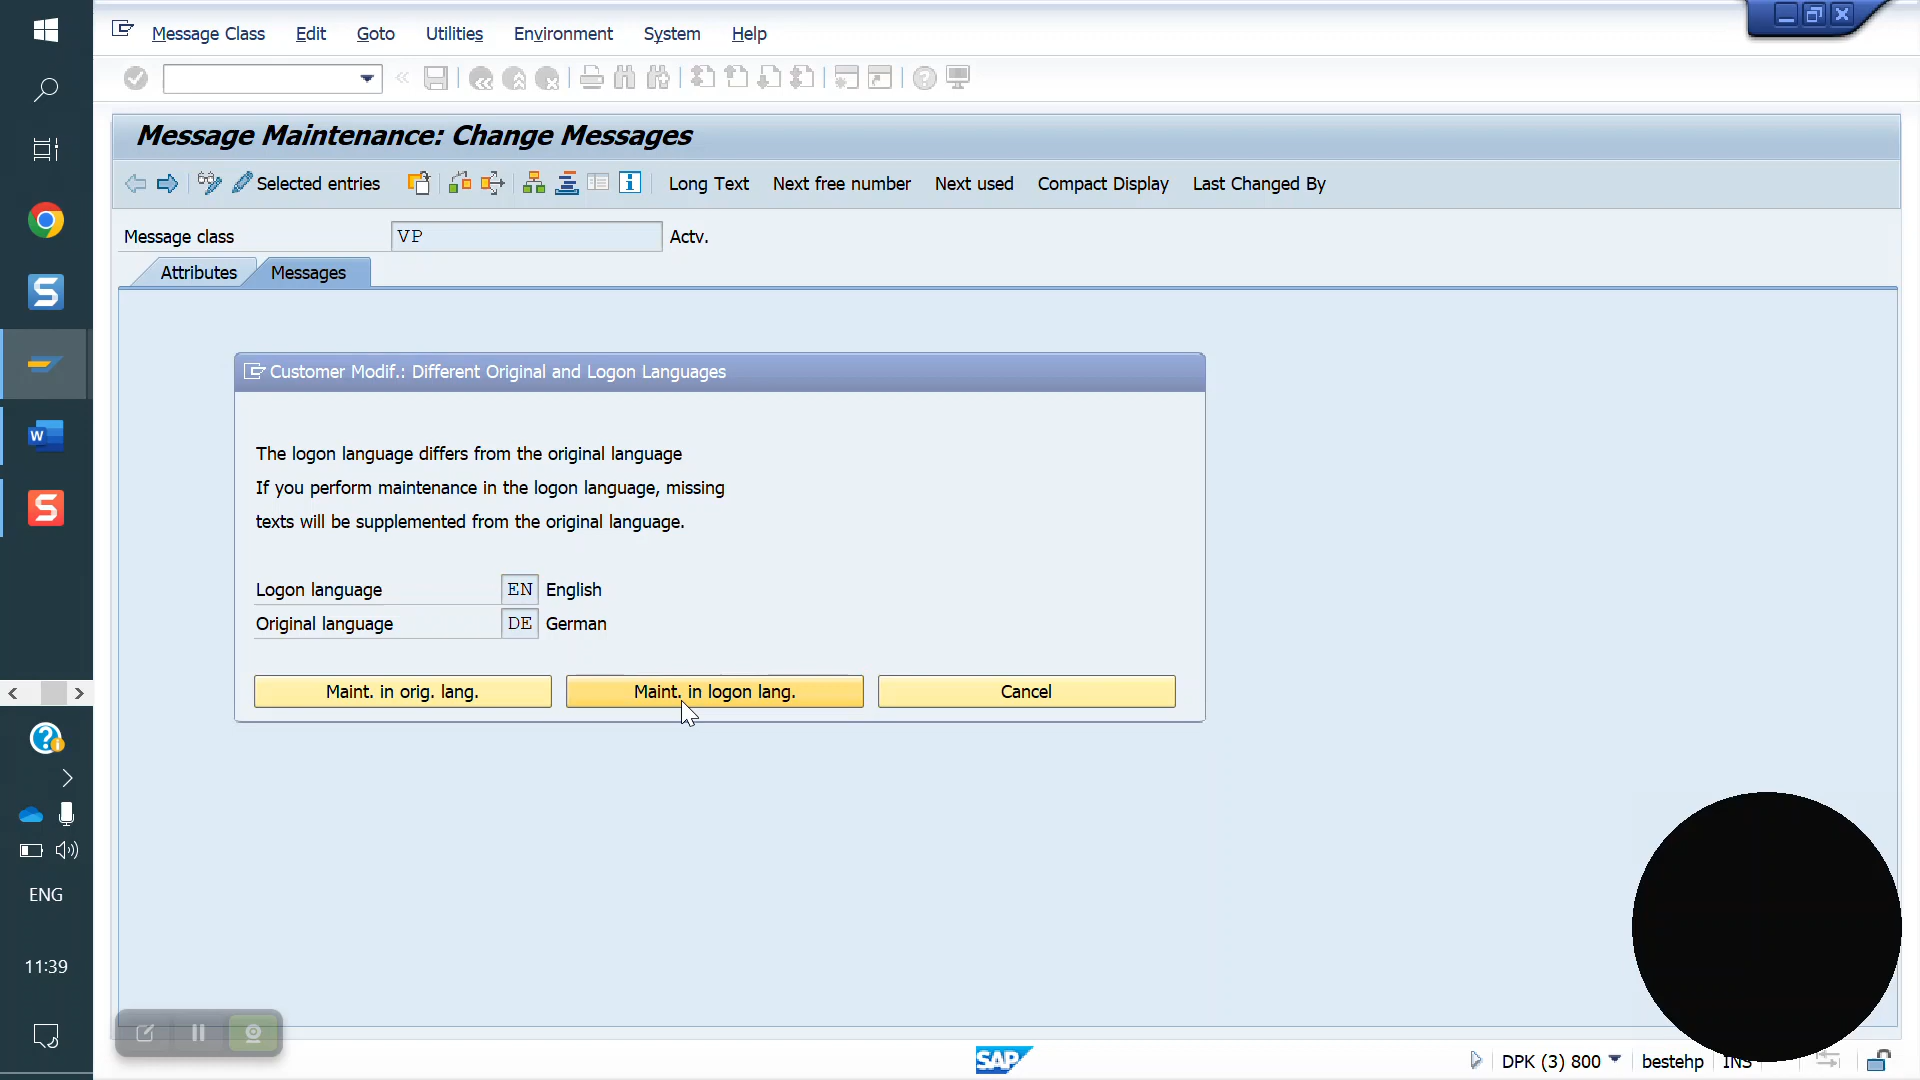 Message Class Edit Goto Utilities Environment System Help
Message Maintenance: Change Messages
Selected entries Long Text Next free number Next used Compact Display Last Changed By
Message class VP Actv.
Attributes Messages
Customer Modif.: Different Original and Logon Languages
The logon language differs from the original language
If you perform maintenance in the logon language, missing
texts will be supplemented from the original language.
Logon language EN English
Original language DE German
Maint. in orig. lang. Maint. in logon lang. Cancel
ENG
11:39
SAP DPK (3) 800 bestehp INS